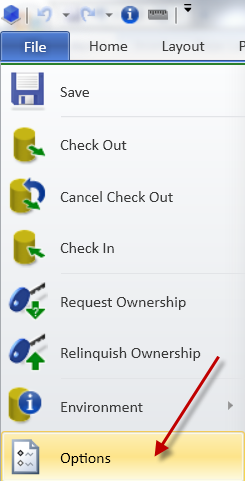 File Home Layout
Save
Check Out
Cancel Check Out
Check In
Request Ownership
Relinquish Ownership
Environment
Options